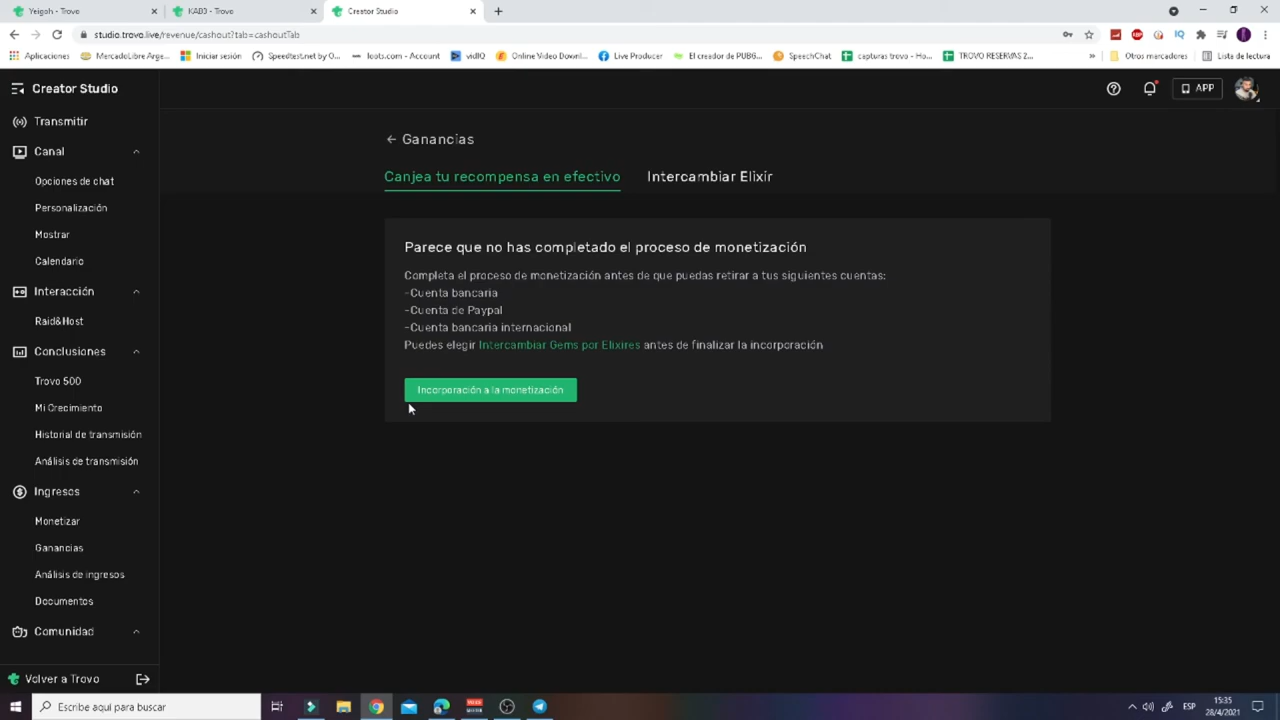 Yeigoh - Trovo
KAB3 - Trovo
Creator Studio
studio.trovo.live/revenue/cashout?tab=cashoutTab
Aplicaciones
MercadoLibre Arge...
Iniciar sesión
Speedtest.net by O...
loots.com - Account
vidIQ
Online Video Downl...
Live Producer
El creador de PUBG...
SpeechChat
capturas trovo - Ho...
TROVO RESERVAS 2...
»
Otros marcadores
Lista de lectura
Creator Studio
APP
Transmitir
Canal
Opciones de chat
Personalización
Mostrar
Calendario
Interacción
Raid&Host
Conclusiones
Trovo 500
Mi Crecimiento
Historial de transmisión
Análisis de transmisión
Ingresos
Monetizar
Ganancias
Análisis de ingresos
Documentos
Comunidad
Volver a Trovo
← Ganancias
Canjea tu recompensa en efectivo
Intercambiar Elixir
Parece que no has completado el proceso de monetización
Completa el proceso de monetización antes de que puedas retirar a tus siguientes cuentas:
-Cuenta bancaria
-Cuenta de Paypal
-Cuenta bancaria internacional
Puedes elegir Intercambiar Gems por Elixires antes de finalizar la incorporación
Incorporación a la monetización
Escribe aquí para buscar
ESP
15:35
28/4/2021